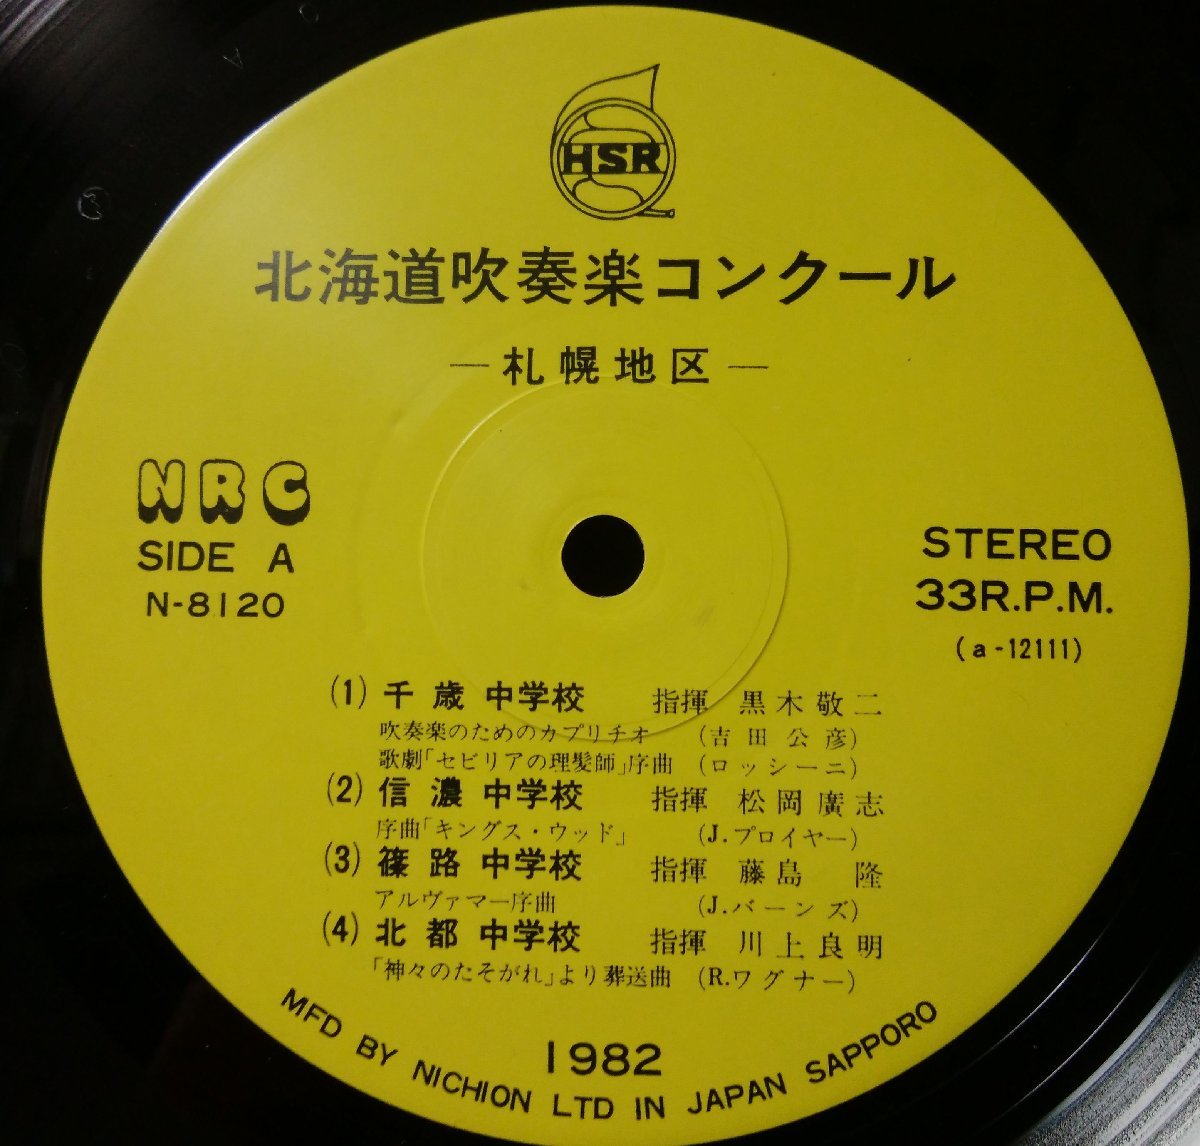 HSR
北海道吹奏楽コンクール
―札幌地区―
NRC
SIDE A
N-8120
STEREO
33R.P.M.
(a-12111)
(1) 千歳中学校 指揮 黒木敬二
吹奏楽のためのカプリチオ (吉田公彦)
歌劇「セビリアの理髪師」序曲 (ロッシーニ)
(2) 信濃中学校 指揮 松岡廣志
序曲「キングス・ウッド」 (J.プロイヤー)
(3) 篠路中学校 指揮 藤島 隆
アルヴァマー序曲 (J.バーンズ)
(4) 北都中学校 指揮 川上良明
「神々のたそがれ」より葬送曲 (R.ワグナー)
1982
MFD BY NICHION LTD IN JAPAN SAPPORO